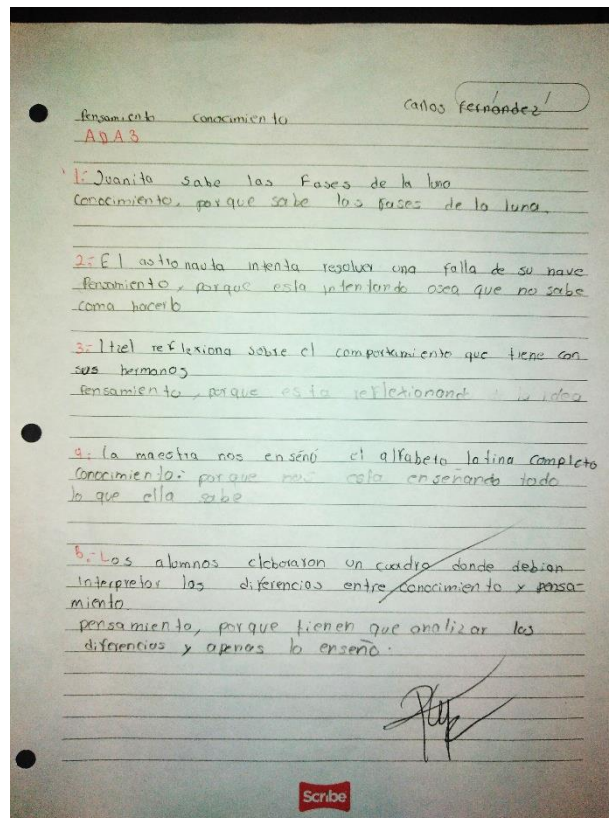 Carlos Fernández
Pensamiento conocimiento
ADA3
1: Juanita sabe las Fases de la luna
conocimiento, porque sabe las fases de la luna.
2: El astronauta intenta resolver una falla de su nave
Pensamiento, porque esta intentando osea que no sabe
como hacerlo
3: Itzel reflexiona sobre el comportamiento que tiene con
sus hermanos
Pensamiento, porque esta reflexionando idea
4: La maestra nos enseñó el alfabeto latino completo
conocimiento: porque nos esta enseñando todo
lo que ella sabe
5.- Los alumnos elaboraron un cuadro donde debian
interpretar las diferencias entre conocimiento y pensa-
miento
pensamiento, porque tienen que analizar las
diferencias y apenas lo enseñó.
Scribe